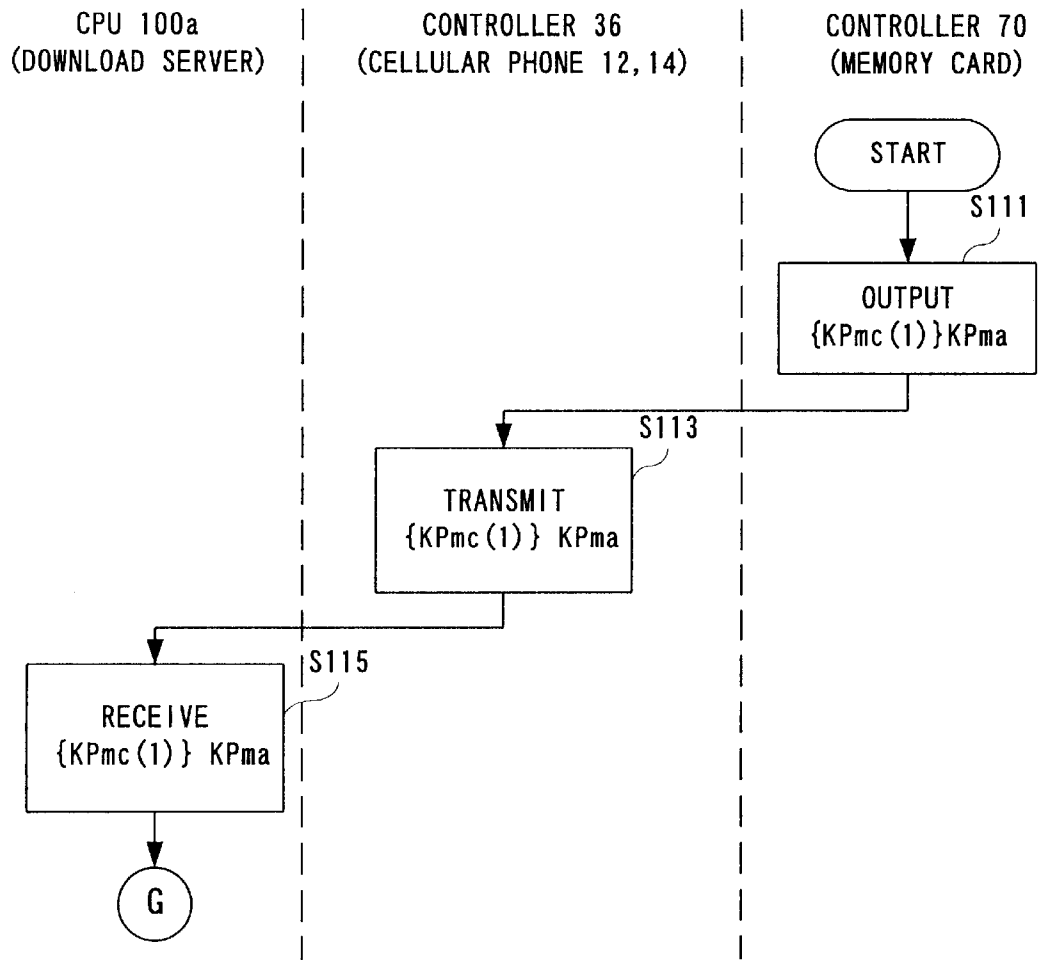 CPU 100a
(DOWNLOAD SERVER)
CONTROLLER 36
(CELLULAR PHONE 12,14)
CONTROLLER 70
(MEMORY CARD)
START
S111
OUTPUT
{KPmc(1)}KPma
S113
TRANSMIT
{KPmc(1)} KPma
S115
RECEIVE
{KPmc(1)} KPma
G